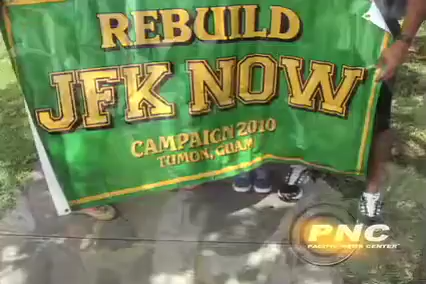 REBUILD
JFK NOW
CAMPAIGN 2010
TUMON, GUAM
PNC
PACIFIC NEWS CENTER